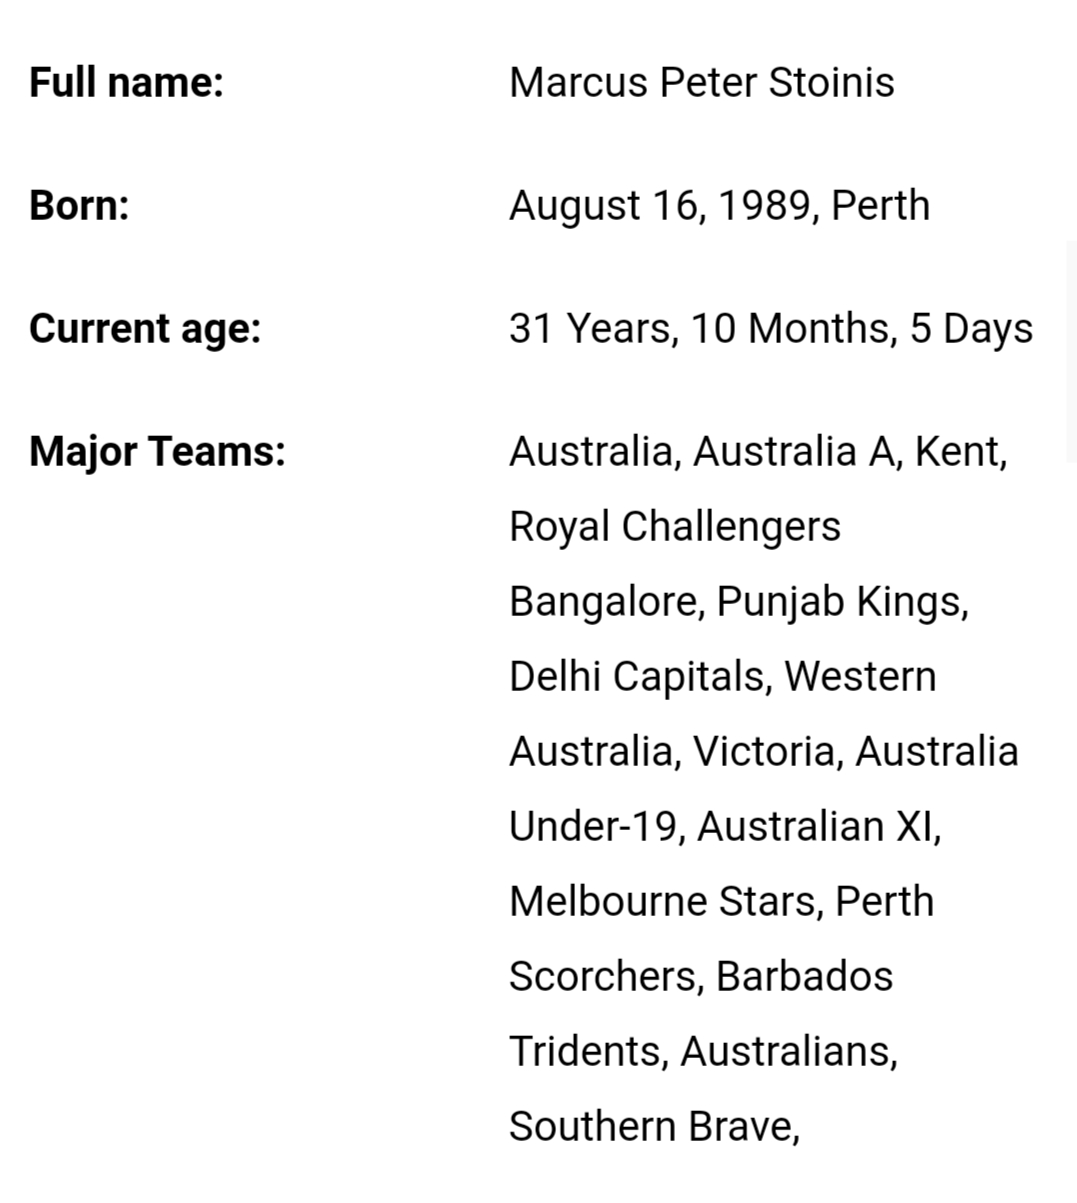 Full name: Marcus Peter Stoinis
Born: August 16, 1989, Perth
Current age: 31 Years, 10 Months, 5 Days
Major Teams: Australia, Australia A, Kent,
Royal Challengers
Bangalore, Punjab Kings,
Delhi Capitals, Western
Australia, Victoria, Australia
Under-19, Australian XI,
Melbourne Stars, Perth
Scorchers, Barbados
Tridents, Australians,
Southern Brave,